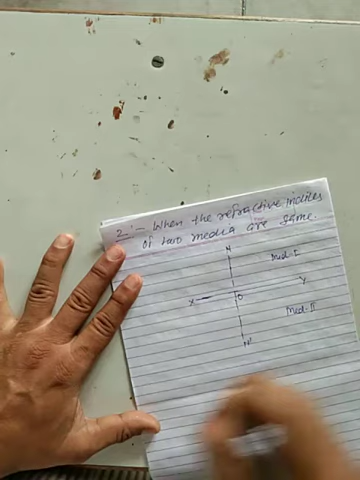 2:- When the refractive indices
of two media are same.
N
Med-I
X
O
Y
Med-II
N'